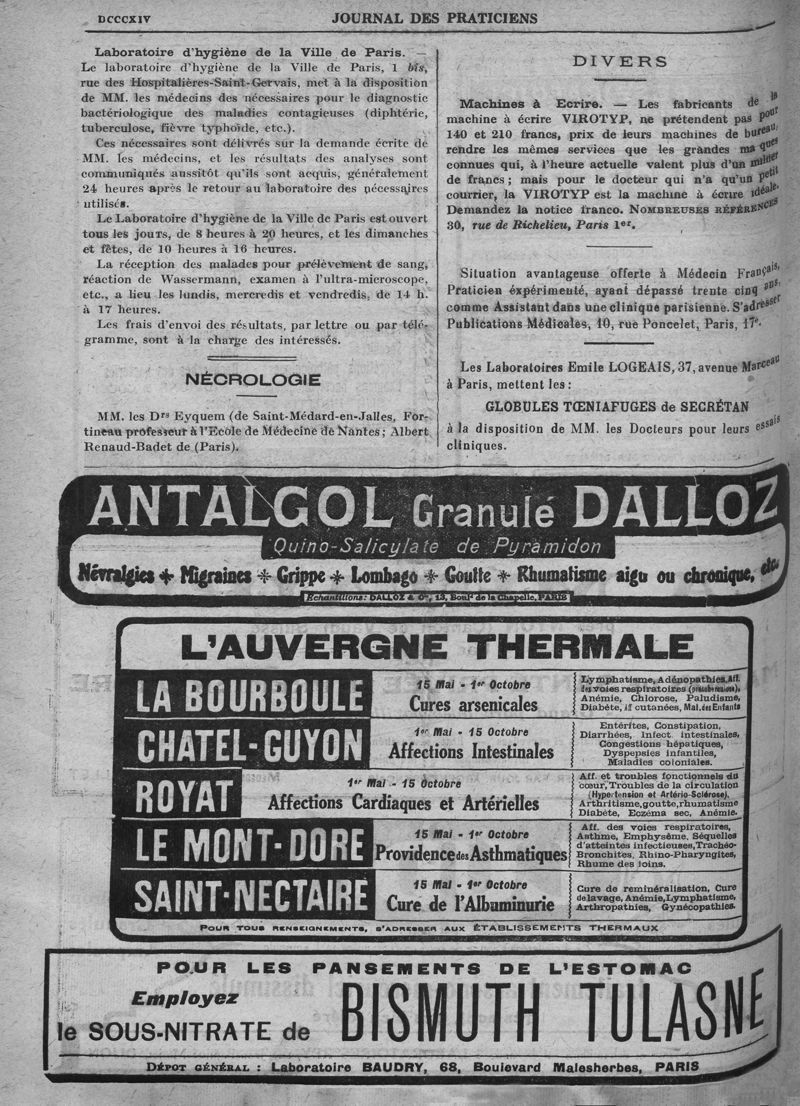 DCCCXIV
JOURNAL DES PRATICIENS
Laboratoire d'hygiène de la Ville de Paris. —
Le laboratoire d'hygiène de la Ville de Paris, 1 bis,
rue des Hospitalières-Saint-Gervais, met à la disposition
de MM. les médecins des nécessaires pour le diagnostic
bactériologique des maladies contagieuses (diphtérie,
tuberculose, fièvre typhoïde, etc.).
Ces nécessaires sont délivrés sur la demande écrite de
MM. les médecins, et les résultats des analyses sont
communiqués aussitôt qu'ils sont acquis, généralement
24 heures après le retour au laboratoire des nécessaires
utilisés.
Le Laboratoire d'hygiène de la Ville de Paris est ouvert
tous les jours, de 8 heures à 20 heures, et les dimanches
et fêtes, de 10 heures à 16 heures.
La réception des malades pour prélèvement de sang,
réaction de Wassermann, examen à l'ultra-microscope,
etc., a lieu les lundis, mercredis et vendredis, de 14 h.
à 17 heures.
Les frais d'envoi des résultats, par lettre ou par télé-
gramme, sont à la charge des intéressés.
NÉCROLOGIE
MM. les Drs Eyquem (de Saint-Médard-en-Jalles, For-
tineau professeur à l'Ecole de Médecine de Nantes; Albert
Renaud-Badet de (Paris).
DIVERS
Machines à Ecrire. — Les fabricants de la
machine à écrire VIROTYP, ne prétendent pas pour
140 et 210 francs, prix de leurs machines de bureau,
rendre les mêmes services que les grandes maques
connues qui, à l'heure actuelle valent plus d'un millier
de francs; mais pour le docteur qui n'a qu'un petit
courrier, la VIROTYP est la machine à écrire idéale.
Demandez la notice franco. NOMBREUSES RÉFÉRENCES
30, rue de Richelieu, Paris 1er.
Situation avantageuse offerte à Médecin Français,
Praticien éxpérimenté, ayant dépassé trente cinq ans,
comme Assistant dans une clinique parisienne. S'adresser
Publications Médicales, 10, rue Poncelet, Paris, 17e.
Les Laboratoires Emile LOGEAIS, 37, avenue Marceau
à Paris, mettent les :
GLOBULES TŒNIAFUGES de SECRÉTAN
à la disposition de MM. les Docteurs pour leurs essais
cliniques.
ANTALGOL Granulé DALLOZ
Quino-Salicylate de Pyramidon
Névralgies * Migraines * Grippe * Lombago * Goutte * Rhumatisme aigu ou chronique, etc.
Echantillons: DALLOZ & Cie, 13, Boulд de la Chapelle, PARIS
L'AUVERGNE THERMALE
LA BOURBOULE
15 Mai - 1er Octobre
Cures arsenicales
Lymphatisme, Adénopathies, Aff.
des voies respiratoires
Anémie, Chlorose, Paludisme,
Diabète, cutanées, Mal. des Enfants
CHATEL-GUYON
1er Mai - 15 Octobre
Affections Intestinales
Entérites, Constipation,
Diarrhées, Infect intestinales,
Congestions hépatiques,
Dyspepsies infantiles,
Maladies coloniales.
ROYAT
1er Mai - 15 Octobre
Affections Cardiaques et Artérielles
Aff. et troubles fonctionnels du
cœur, Troubles de la circulation
(Hypertension et Artério-Sclérose).
Arthritisme, goutte, rhumatisme
Diabète, Eczéma sec, Anémie.
LE MONT-DORE
15 Mai - 1er Octobre
Providence des Asthmatiques
Aff. des voies respiratoires,
Asthme, Emphysème, Séquelles
d'atteintes infectieuses, Trachéo-
Bronchites, Rhino-Pharyngites,
Rhume des foins.
SAINT-NECTAIRE
15 Mai - 1er Octobre
Cure de l'Albuminurie
Cure de reminéralisation, Cure
de lavage, Anémie, Lymphatisme,
Arthropathies, Gynécopathies.
POUR TOUS RENSEIGNEMENTS, S'ADRESSER AUX ÉTABLISSEMENTS THERMAUX
POUR LES PANSEMENTS DE L'ESTOMAC
Employez
le SOUS-NITRATE de BISMUTH TULASNE
DÉPOT GÉNÉRAL : Laboratoire BAUDRY, 68, Boulevard Malesherbes, PARIS